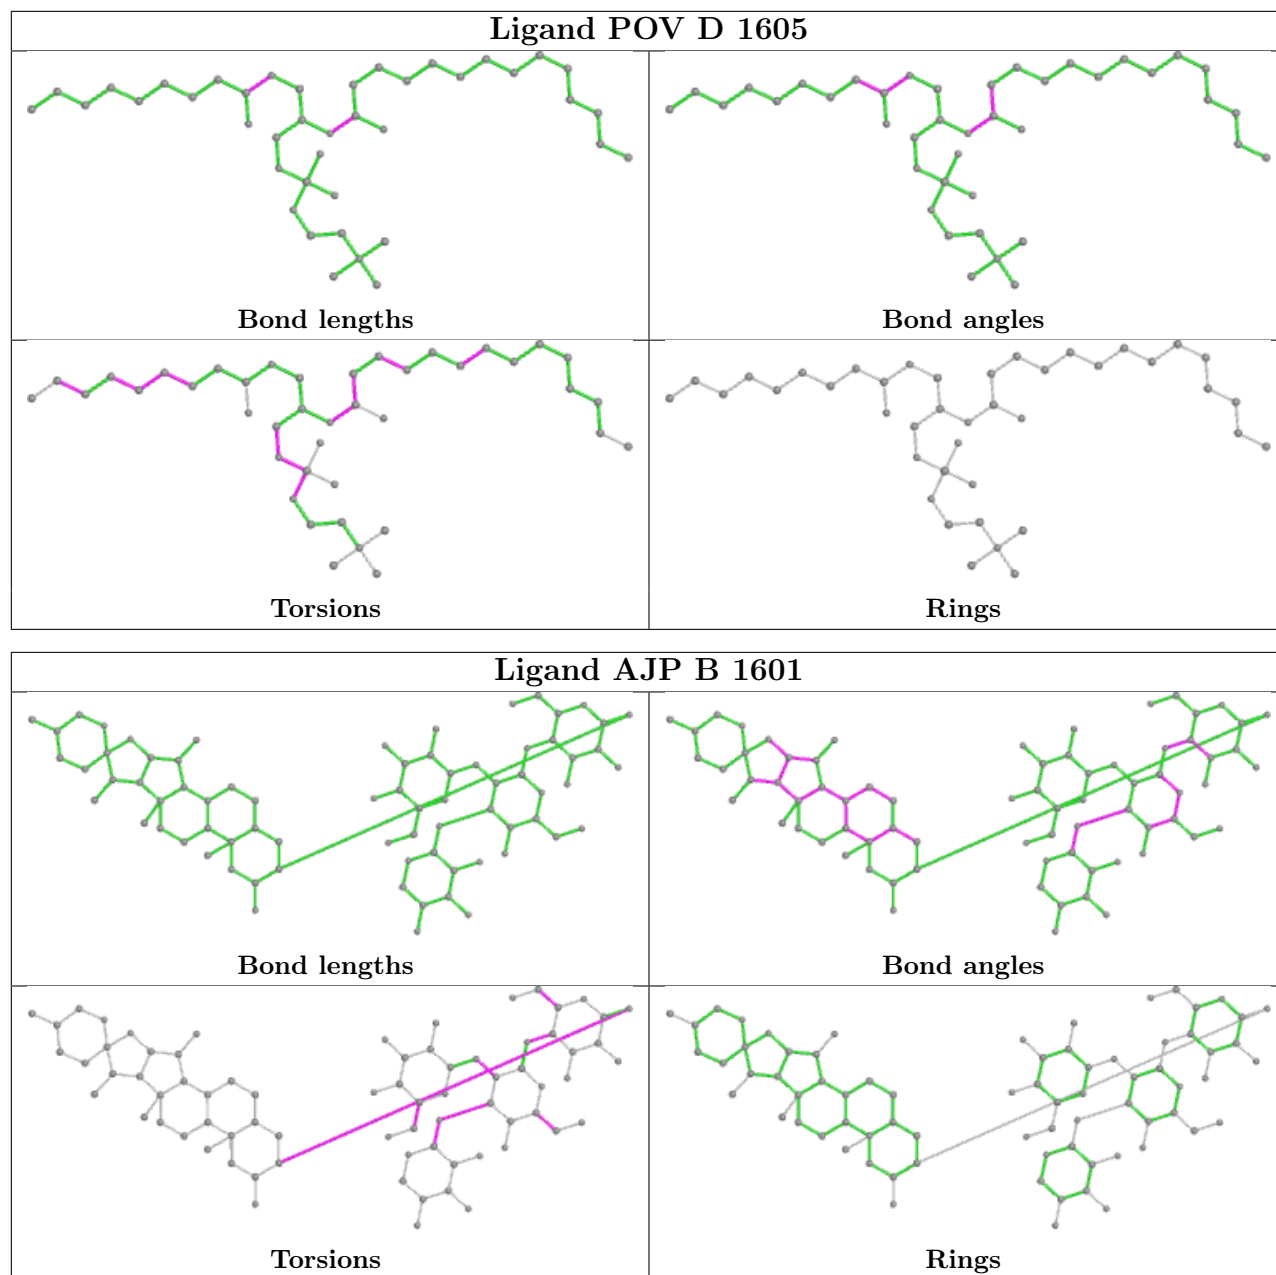 Ligand POV D 1605
Bond lengths
Bond angles
Torsions
Rings
Ligand AJP B 1601
Bond lengths
Bond angles
Torsions
Rings